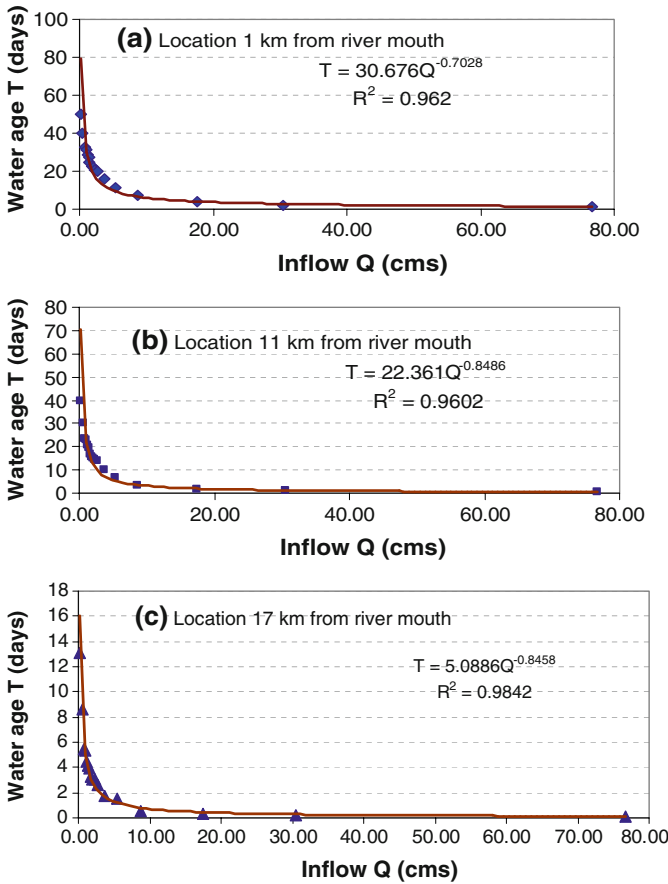 (a) Location 1 km from river mouth
T = 30.676Q^-0.7028
R² = 0.962
Water age T (days)
100
80
60
40
20
0
0.00 20.00 40.00 60.00 80.00
Inflow Q (cms)
(b) Location 11 km from river mouth
T = 22.361Q^-0.8486
R² = 0.9602
Water age T (days)
80
70
60
50
40
30
20
10
0
0.00 20.00 40.00 60.00 80.00
Inflow Q (cms)
(c) Location 17 km from river mouth
T = 5.0886Q^-0.8458
R² = 0.9842
Water age T (days)
18
16
14
12
10
8
6
4
2
0
0.00 10.00 20.00 30.00 40.00 50.00 60.00 70.00 80.00
Inflow Q (cms)